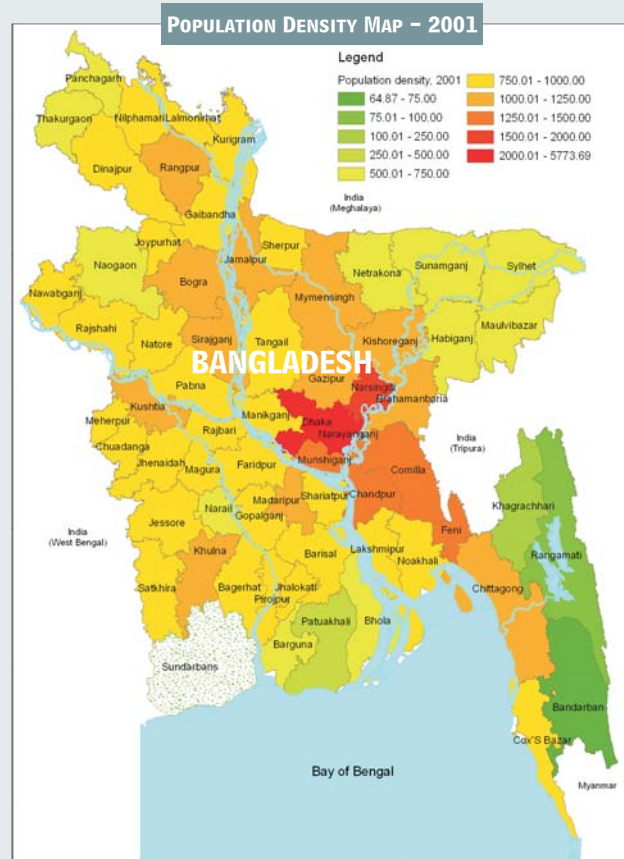 POPULATION DENSITY MAP – 2001
Legend
Population density, 2001
64.87 - 75.00
75.01 - 100.00
100.01 - 250.00
250.01 - 500.00
500.01 - 750.00
750.01 - 1000.00
1000.01 - 1250.00
1250.01 - 1500.00
1500.01 - 2000.00
2000.01 - 5773.69
Panchagarh
Thakurgaon
Nilphamari
Lalmonirhat
Kurigram
Dinajpur
Rangpur
India
(Meghalaya)
Gaibandha
Joypurhat
Naogaon
Jamalpur
Sherpur
Netrakona
Sunamganj
Sylhet
Bogra
Mymensingh
Nawabganj
Rajshahi
Natore
Sirajganj
Tangail
Kishoreganj
Habiganj
Maulvibazar
BANGLADESH
Pabna
Gazipur
Narsingdi
Brahamanbaria
Kushtia
Meherpur
Manikganj
Dhaka
Narayanganj
Rajbari
Chuadanga
Jhenaidah
Magura
Faridpur
Munshiganj
Comilla
India
(Tripura)
Narail
Madaripur
Shariatpur
Chandpur
Gopalganj
Khagrachhari
Jessore
India
(West Bengal)
Khulna
Barisal
Lakshmipur
Noakhali
Feni
Rangamati
Satkhira
Bagerhat
Jhalokati
Pirojpur
Chittagong
Patuakhali
Bhola
Barguna
Sundarbans
Bandarban
Cox'S Bazar
Bay of Bengal
Myanmar